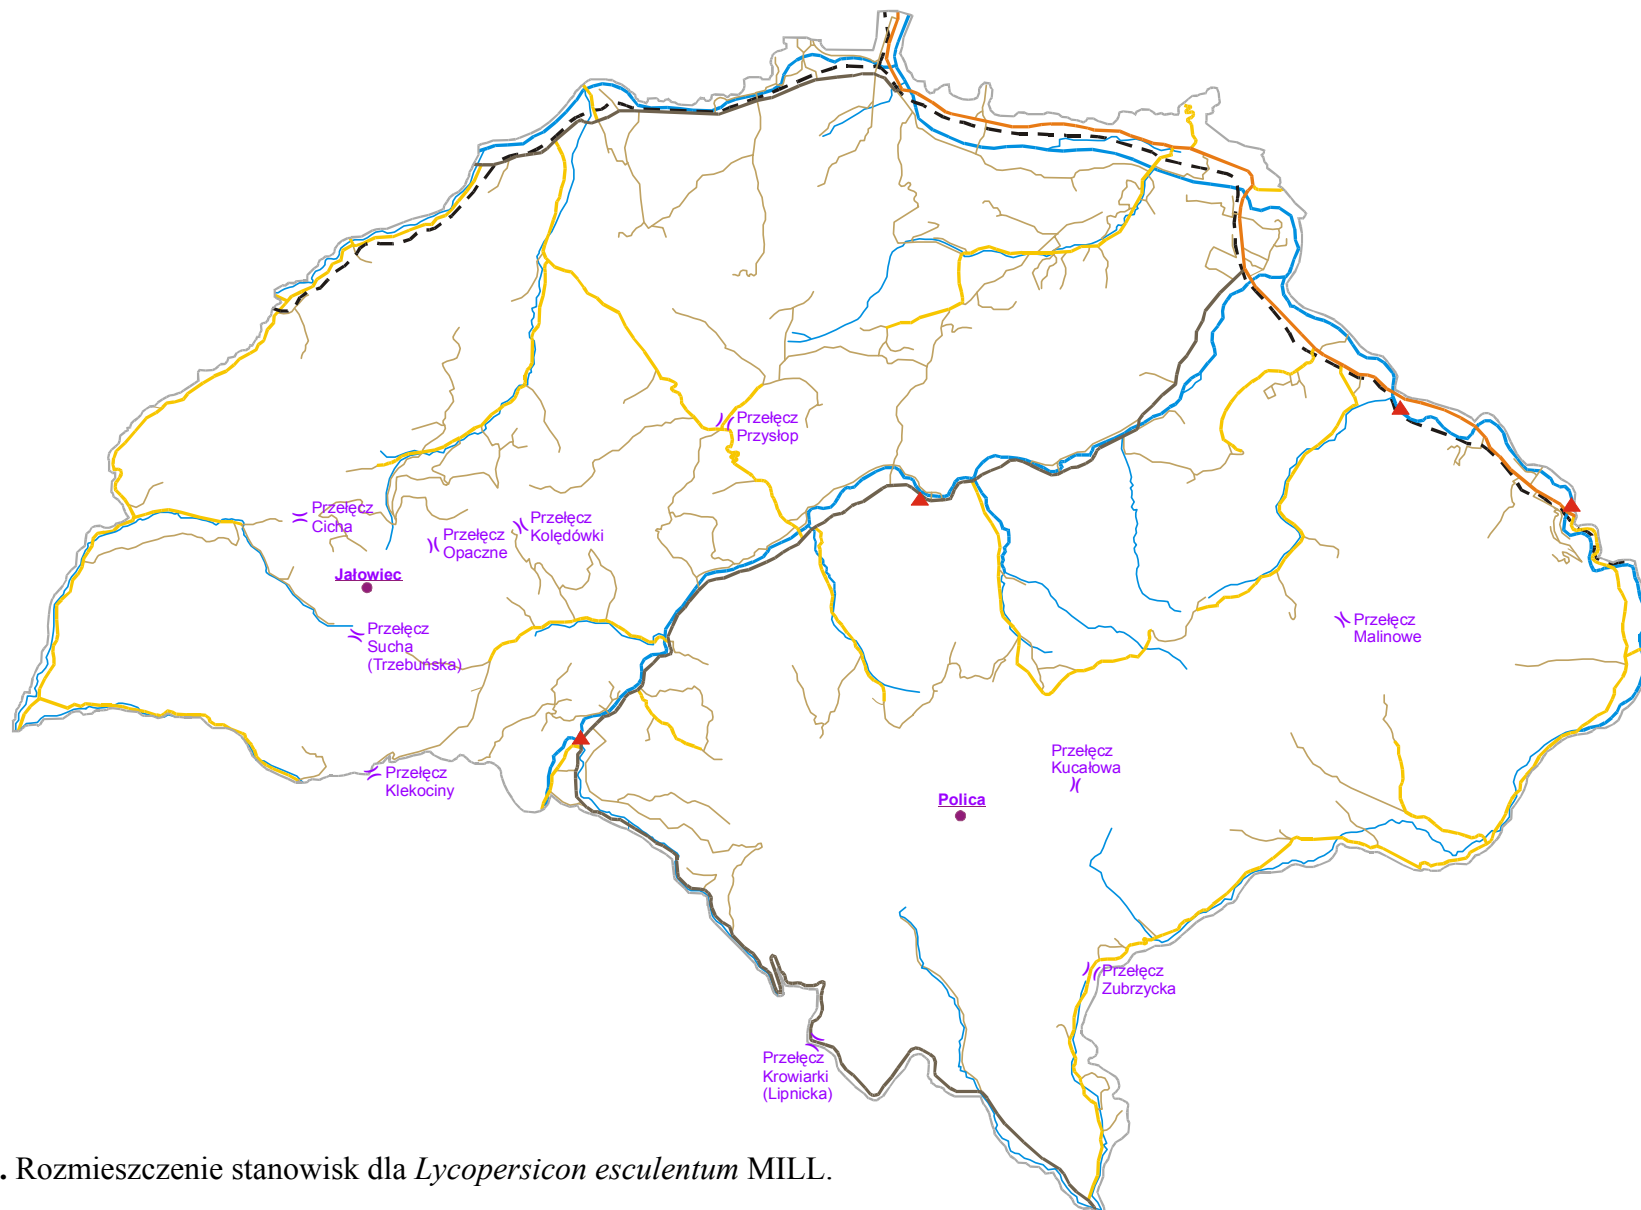 Przełęcz
Przysłop
Przełęcz
Cicha
Przełęcz
Kolędówki
Przełęcz
Opaczne
Jałowiec
Przełęcz
Sucha
(Trzebuńska)
Przełęcz
Malinowe
Przełęcz
Klekociny
Przełęcz
Kucałowa
Polica
Przełęcz
Zubrzycka
Przełęcz
Krowiarki
(Lipnicka)
. Rozmieszczenie stanowisk dla Lycopersicon esculentum MILL.